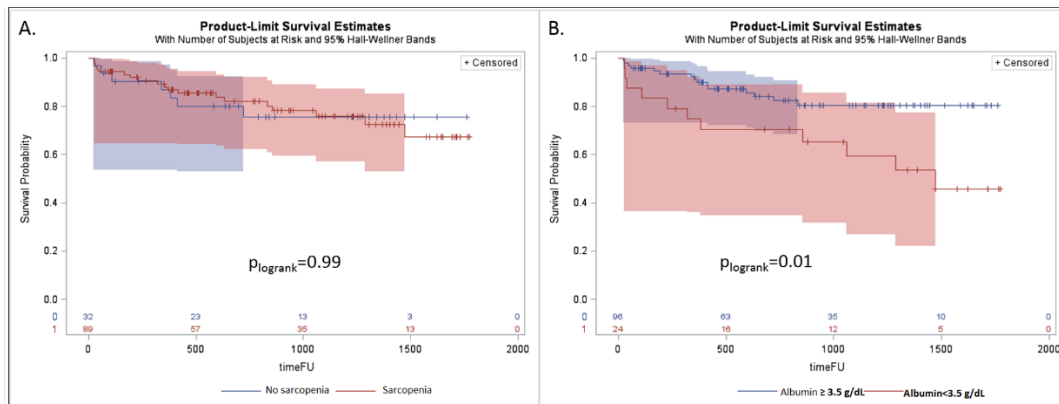 A.
Product-Limit Survival Estimates
With Number of Subjects at Risk and 95% Hall-Wellner Bands
+ Censored
1.0
0.8
0.6
0.4
0.2
0.0
Survival Probability
p logrank=0.99
0 32 23 13 3 0
1 89 57 35 13 0
0 500 1000 1500 2000
timeFU
No sarcopenia Sarcopenia
B.
Product-Limit Survival Estimates
With Number of Subjects at Risk and 95% Hall-Wellner Bands
+ Censored
1.0
0.8
0.6
0.4
0.2
0.0
Survival Probability
p logrank=0.01
0 96 63 35 10 0
1 24 16 12 5 0
0 500 1000 1500 2000
timeFU
Albumin ≥ 3.5 g/dL Albumin<3.5 g/dL